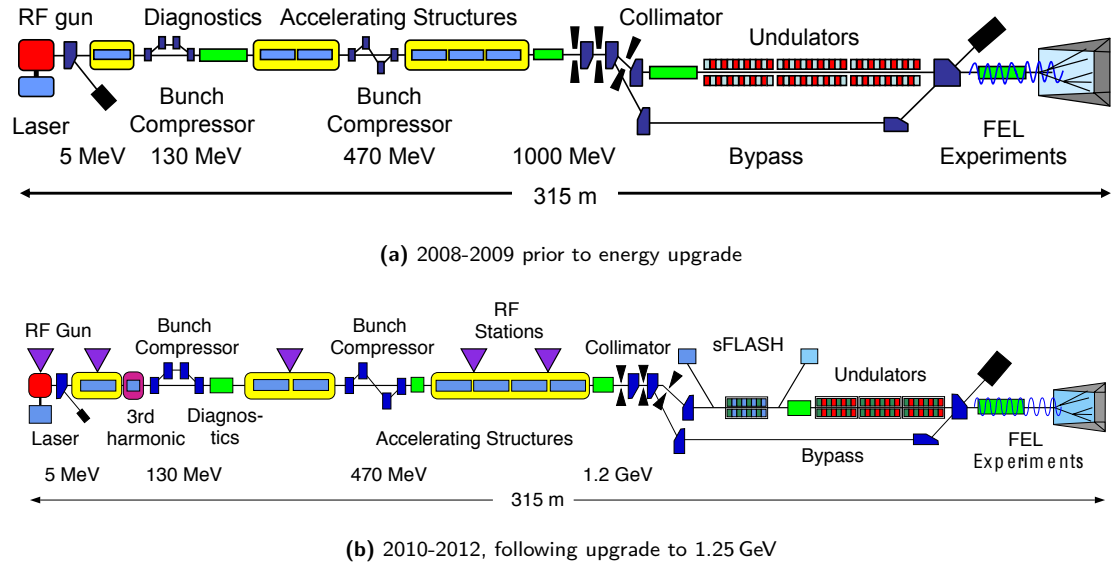 RF gun
Diagnostics
Accelerating Structures
Collimator
Undulators
Laser
Bunch
Compressor
Bunch
Compressor
Bypass
FEL
Experiments
5 MeV
130 MeV
470 MeV
1000 MeV
315 m
(a) 2008-2009 prior to energy upgrade
RF Gun
Bunch
Compressor
Bunch
Compressor
RF
Stations
Collimator
sFLASH
Undulators
Laser
3rd
harmonic
Diagnos-
tics
Accelerating Structures
Bypass
FEL
Experiments
5 MeV
130 MeV
470 MeV
1.2 GeV
315 m
(b) 2010-2012, following upgrade to 1.25 GeV